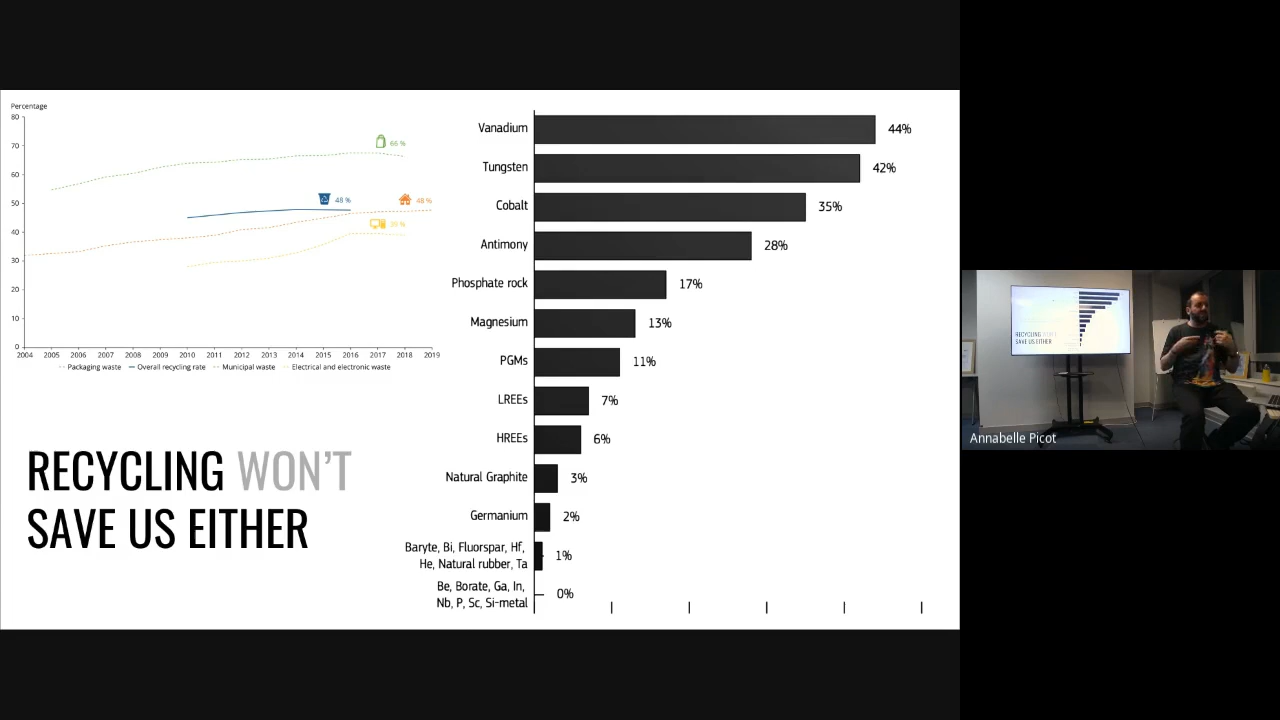 Percentage
80
70
60
50
40
30
20
10
0
66 %
48 %
48 %
39 %
2004 2005 2006 2007 2008 2009 2010 2011 2012 2013 2014 2015 2016 2017 2018 2019
Packaging waste Overall recycling rate Municipal waste Electrical and electronic waste
RECYCLING WON'T
SAVE US EITHER
Vanadium 44%
Tungsten 42%
Cobalt 35%
Antimony 28%
Phosphate rock 17%
Magnesium 13%
PGMs 11%
LREEs 7%
HREEs 6%
Natural Graphite 3%
Germanium 2%
Baryte, Bi, Fluorspar, Hf,
He, Natural rubber, Ta 1%
Be, Borate, Ga, In,
Nb, P, Sc, Si-metal 0%
RECYCLING WON'T
SAVE US EITHER
Annabelle Picot